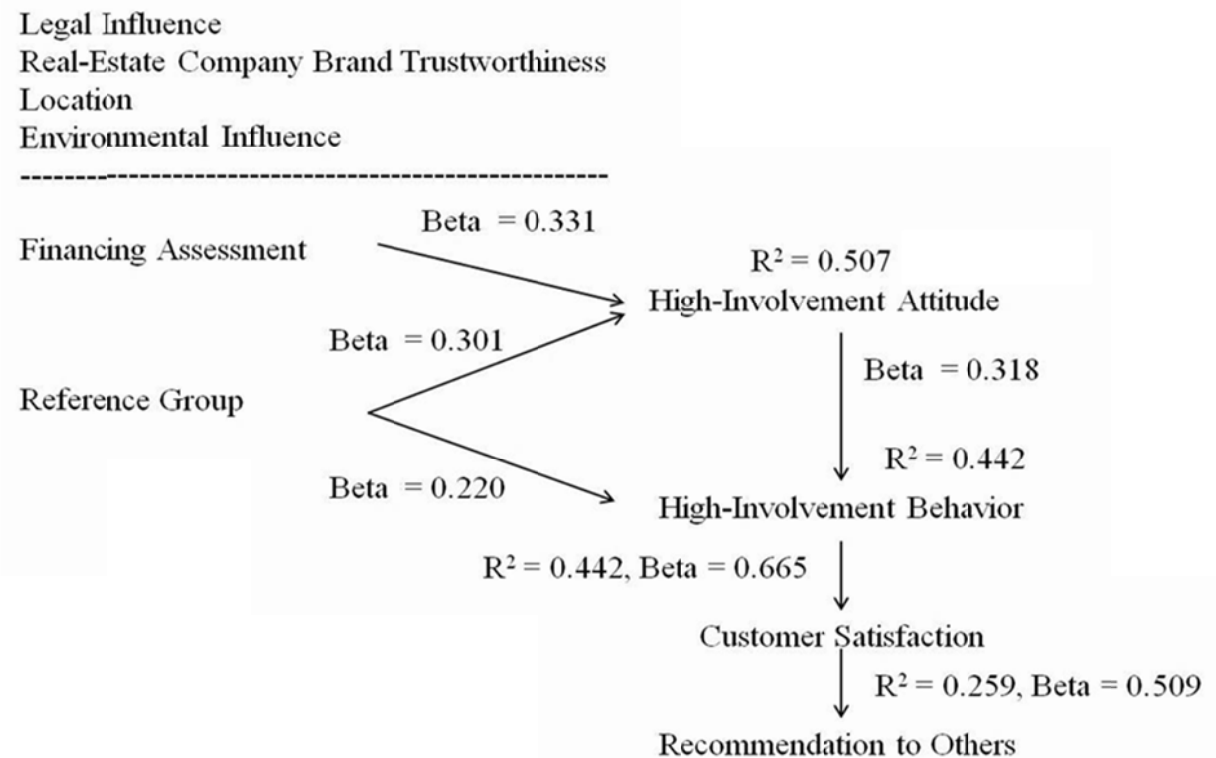 Legal Influence
Real-Estate Company Brand Trustworthiness
Location
Environmental Influence
--------------------------------------------------------
Beta = 0.331
Financing Assessment
R² = 0.507
High-Involvement Attitude
Beta = 0.301
Beta = 0.318
Reference Group
R² = 0.442
Beta = 0.220
High-Involvement Behavior
R² = 0.442, Beta = 0.665
Customer Satisfaction
R² = 0.259, Beta = 0.509
Recommendation to Others